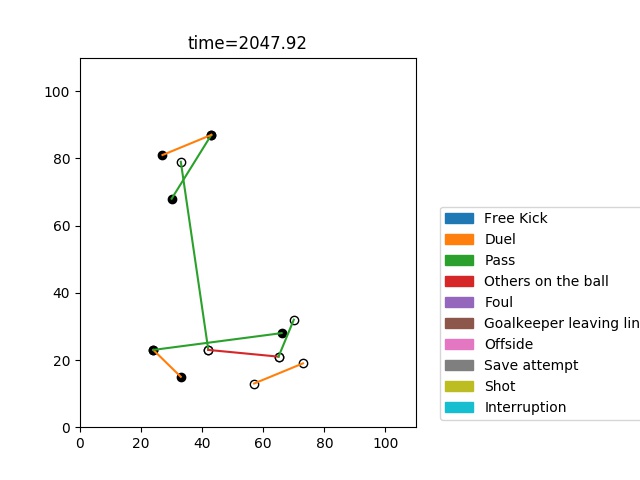 time=2047.92
100
80
60
40
20
0
0 20 40 60 80 100
Free Kick
Duel
Pass
Others on the ball
Foul
Goalkeeper leaving lin
Offside
Save attempt
Shot
Interruption